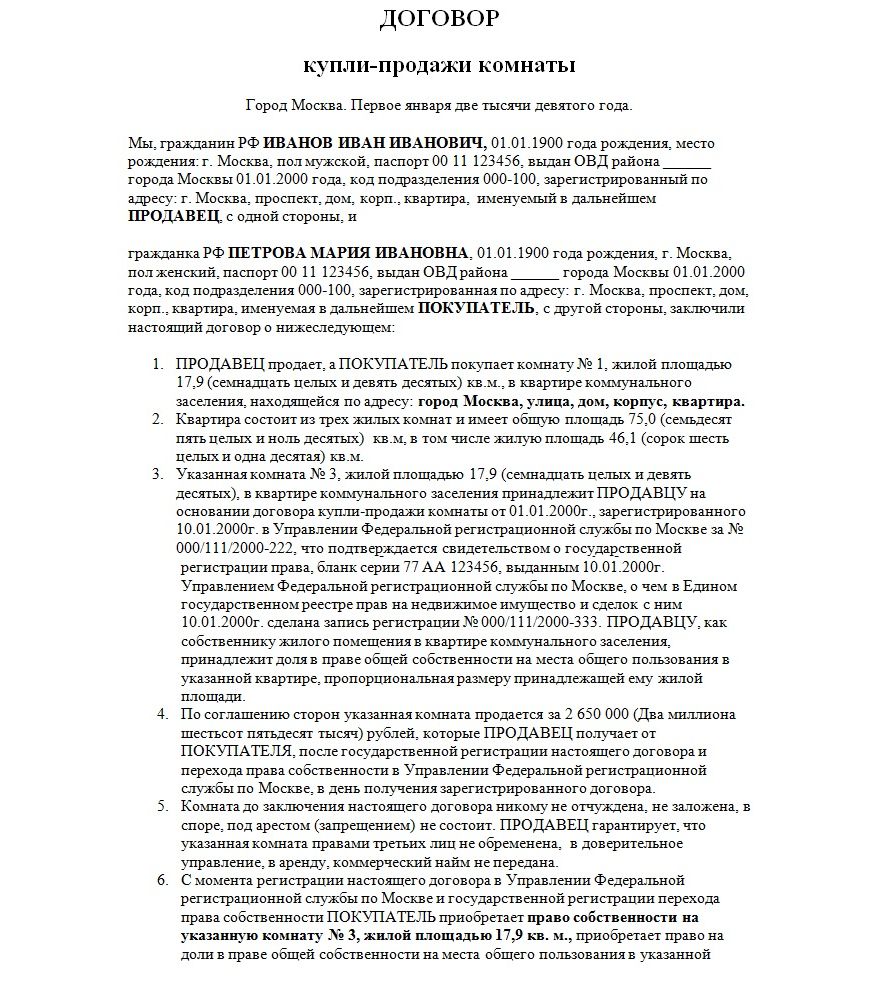 ДОГОВОР
купли-продажи комнаты
Город Москва. Первое января две тысячи девятого года.
Мы, гражданин РФ ИВАНОВ ИВАН ИВАНОВИЧ, 01.01.1900 года рождения, место
рождения: г. Москва, пол мужской, паспорт 00 11 123456, выдан ОВД района ______
города Москвы 01.01.2000 года, код подразделения 000-100, зарегистрированный по
адресу: г. Москва, проспект, дом, корп., квартира, именуемый в дальнейшем
ПРОДАВЕЦ, с одной стороны, и
гражданка РФ ПЕТРОВА МАРИЯ ИВАНОВНА, 01.01.1900 года рождения, г. Москва,
пол женский, паспорт 00 11 123456, выдан ОВД района ______ города Москвы 01.01.2000
года, код подразделения 000-100, зарегистрированная по адресу: г. Москва, проспект, дом,
корп., квартира, именуемая в дальнейшем ПОКУПАТЕЛЬ, с другой стороны, заключили
настоящий договор о нижеследующем:
1. ПРОДАВЕЦ продает, а ПОКУПАТЕЛЬ покупает комнату № 1, жилой площадью
17,9 (семнадцать целых и девять десятых) кв.м., в квартире коммунального
заселения, находящейся по адресу: город Москва, улица, дом, корпус, квартира.
2. Квартира состоит из трех жилых комнат и имеет общую площадь 75,0 (семьдесят
пять целых и ноль десятых) кв.м, в том числе жилую площадь 46,1 (сорок шесть
целых и одна десятая) кв.м.
3. Указанная комната № 3, жилой площадью 17,9 (семнадцать целых и девять
десятых), в квартире коммунального заселения принадлежит ПРОДАВЦУ на
основании договора купли-продажи комнаты от 01.01.2000г., зарегистрированного
10.01.2000г. в Управлении Федеральной регистрационной службы по Москве за №
000/111/2000-222, что подтверждается свидетельством о государственной
регистрации права, бланк серии 77 АА 123456, выданным 10.01.2000г.
Управлением Федеральной регистрационной службы по Москве, о чем в Едином
государственном реестре прав на недвижимое имущество и сделок с ним
10.01.2000г. сделана запись регистрации № 000/111/2000-333. ПРОДАВЦУ, как
собственнику жилого помещения в квартире коммунального заселения,
принадлежит доля в праве общей собственности на места общего пользования в
указанной квартире, пропорциональная размеру принадлежащей ему жилой
площади.
4. По соглашению сторон указанная комната продается за 2 650 000 (Два миллиона
шестьсот пятьдесят тысяч) рублей, которые ПРОДАВЕЦ получает от
ПОКУПАТЕЛЯ, после государственной регистрации настоящего договора и
перехода права собственности в Управлении Федеральной регистрационной
службы по Москве, в день получения зарегистрированного договора.
5. Комната до заключения настоящего договора никому не отчуждена, не заложена, в
споре, под арестом (запрещением) не состоит. ПРОДАВЕЦ гарантирует, что
указанная комната правами третьих лиц не обременена, в доверительное
управление, в аренду, коммерческий найм не передана.
6. С момента регистрации настоящего договора в Управлении Федеральной
регистрационной службы по Москве и государственной регистрации перехода
права собственности ПОКУПАТЕЛЬ приобретает право собственности на
указанную комнату № 3, жилой площадью 17,9 кв. м., приобретает право на
доли в праве общей собственности на места общего пользования в указанной